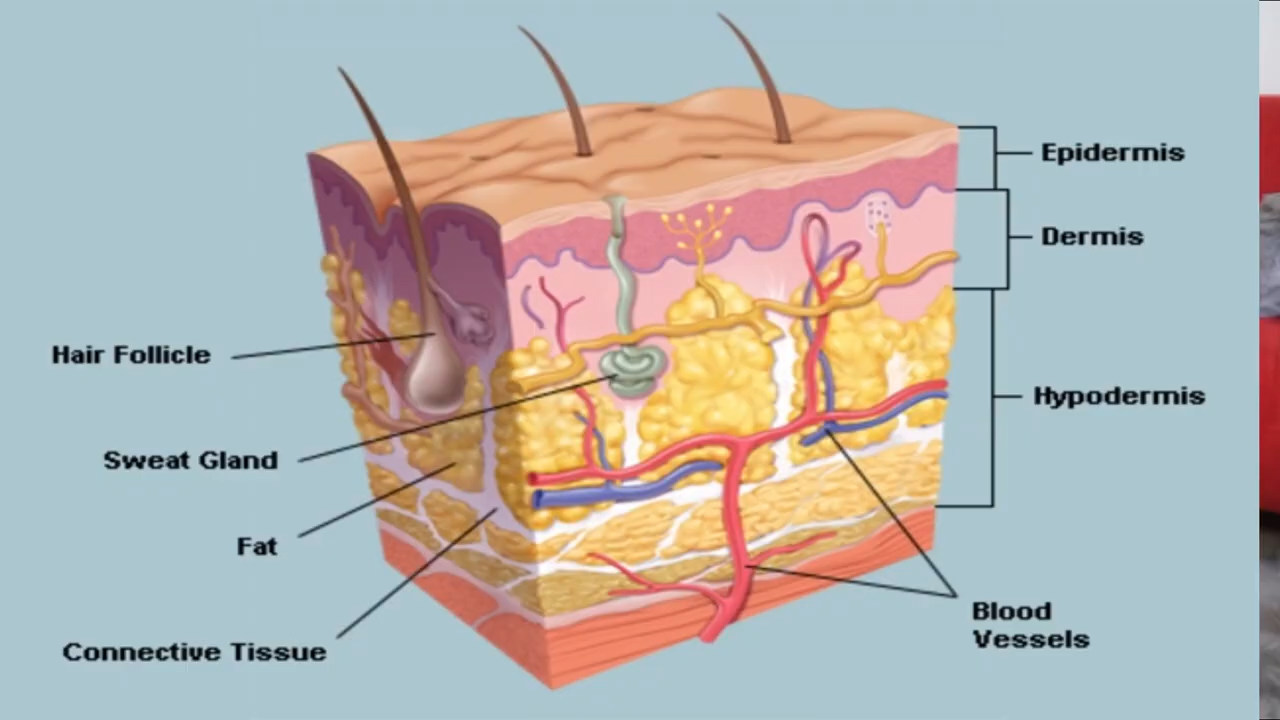 Epidermis
Dermis
Hair Follicle
Hypodermis
Sweat Gland
Fat
Blood
Vessels
Connective Tissue